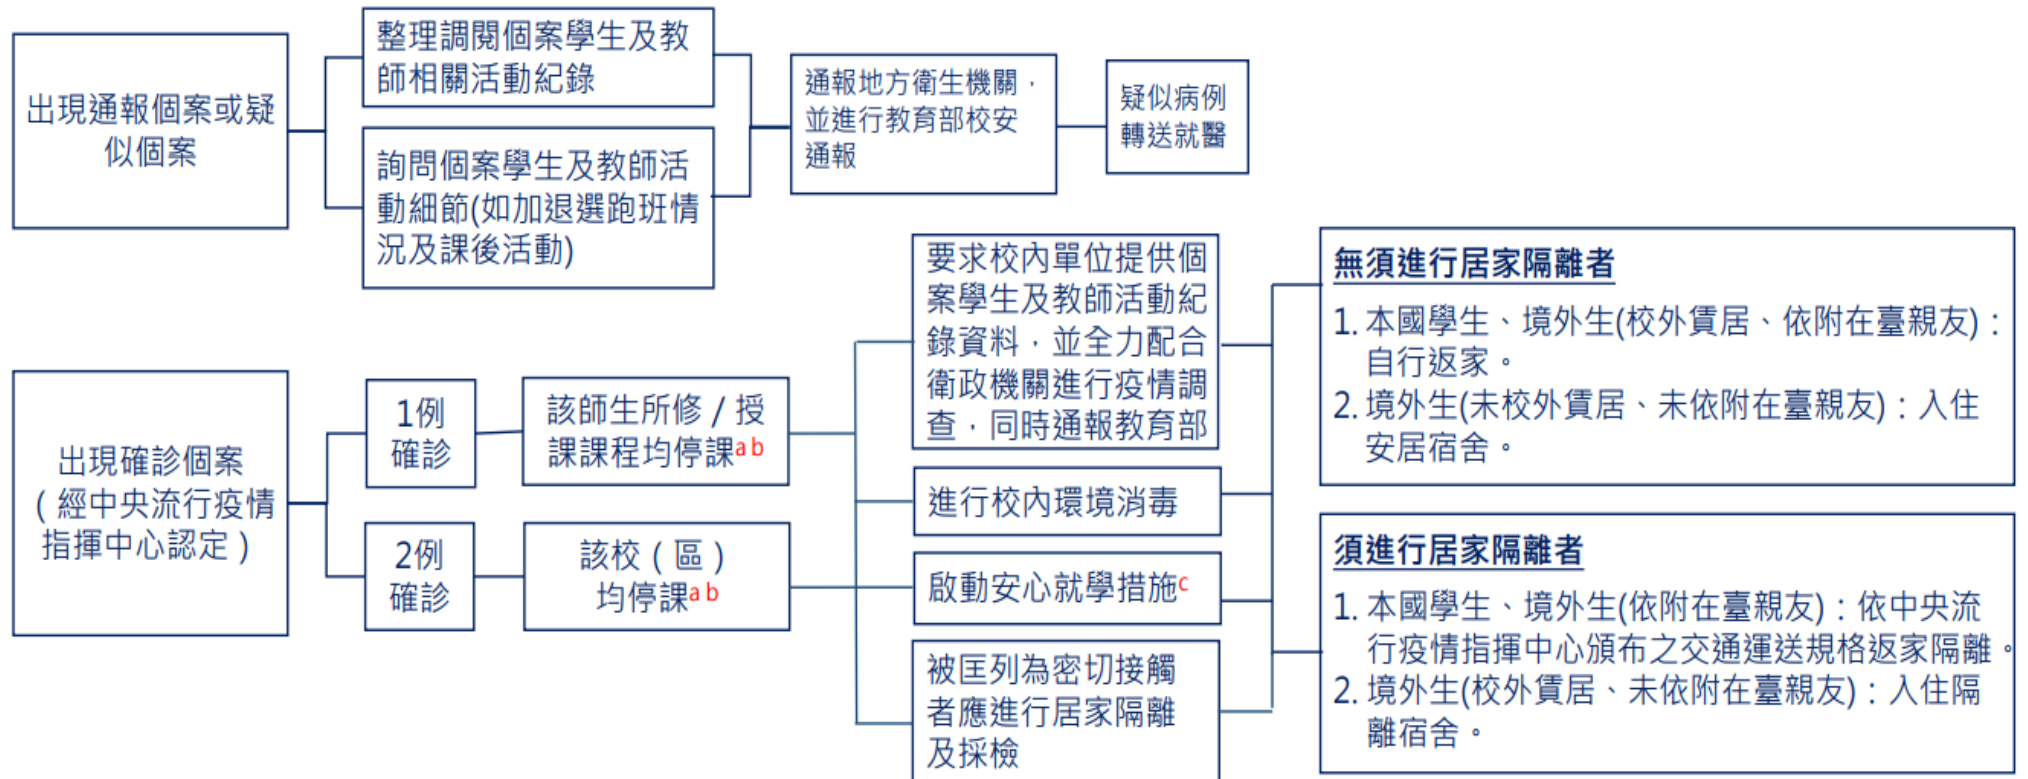 出現通報個案或疑
似個案
整理調閱個案學生及教
師相關活動紀錄
詢問個案學生及教師活
動細節(如加退選跑班情
況及課後活動)
通報地方衛生機關，
並進行教育部校安
通報
疑似病例
轉送就醫
出現確診個案
（經中央流行疫情
指揮中心認定）
1例
確診
該師生所修／授
課課程均停課ab
2例
確診
該校（區）
均停課ab
要求校內單位提供個
案學生及教師活動紀
錄資料，並全力配合
衛政機關進行疫情調
查，同時通報教育部
進行校內環境消毒
啟動安心就學措施c
被匡列為密切接觸
者應進行居家隔離
及採檢
無須進行居家隔離者
1. 本國學生、境外生(校外賃居、依附在臺親友)：
自行返家。
2. 境外生(未校外賃居、未依附在臺親友)：入住
安居宿舍。
須進行居家隔離者
1. 本國學生、境外生(依附在臺親友)：依中央流
行疫情指揮中心頒布之交通運送規格返家隔離。
2. 境外生(校外賃居、未依附在臺親友)：入住隔
離宿舍。